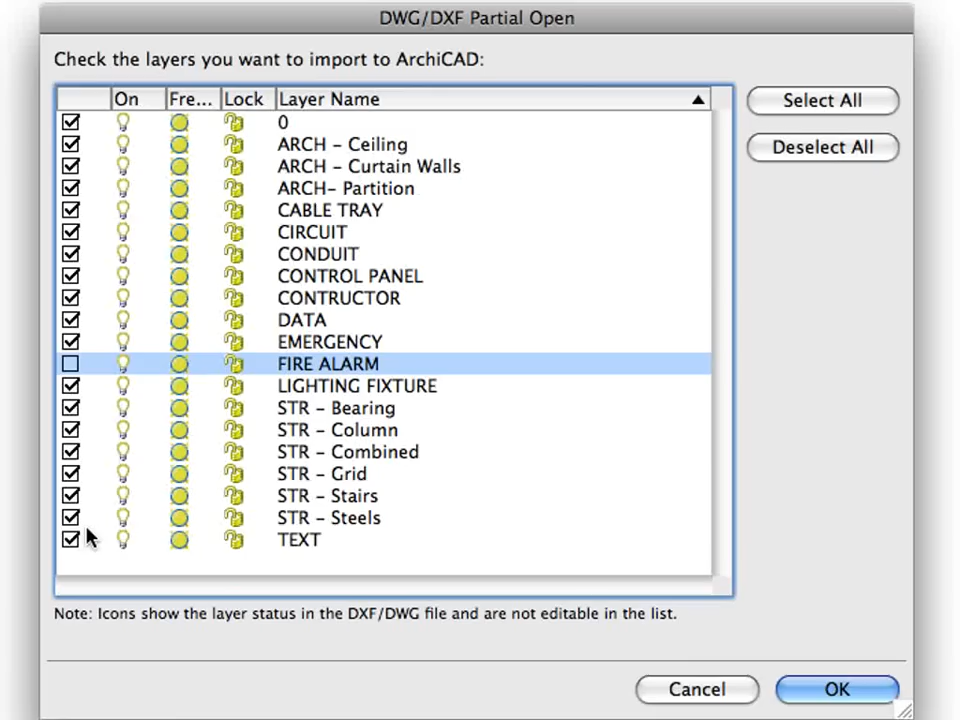 DWG/DXF Partial Open
Check the layers you want to import to ArchiCAD:
On Fre... Lock Layer Name
Select All
Deselect All
0
ARCH - Ceiling
ARCH - Curtain Walls
ARCH- Partition
CABLE TRAY
CIRCUIT
CONDUIT
CONTROL PANEL
CONTRUCTOR
DATA
EMERGENCY
FIRE ALARM
LIGHTING FIXTURE
STR - Bearing
STR - Column
STR - Combined
STR - Grid
STR - Stairs
STR - Steels
TEXT
Note: Icons show the layer status in the DXF/DWG file and are not editable in the list.
Cancel OK